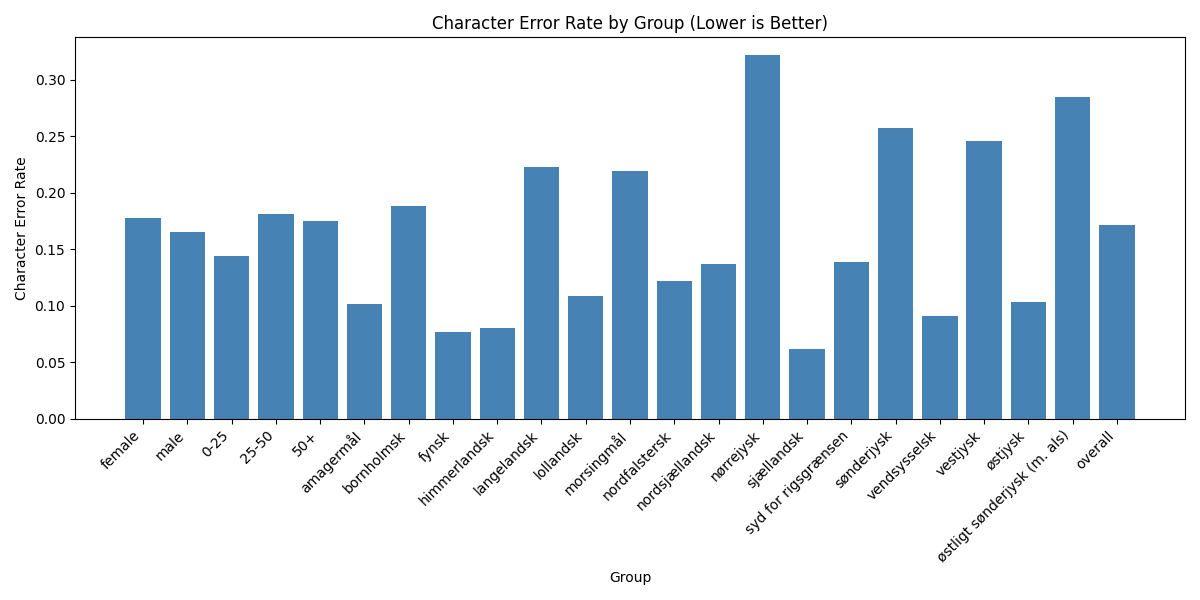 Character Error Rate by Group (Lower is Better)
Character Error Rate
0.30
0.25
0.20
0.15
0.10
0.05
0.00
female
male
0-25
25-50
50+
amagermål
bornholmsk
fynsk
himmerlandsk
langelandsk
lollandsk
morsingmål
nordfalstersk
nordsjællandsk
nørrejysk
sjællandsk
syd for rigsgrænsen
sønderjysk
vendsysselsk
vestjysk
østjysk
østligt sønderjysk (m. als)
overall
Group